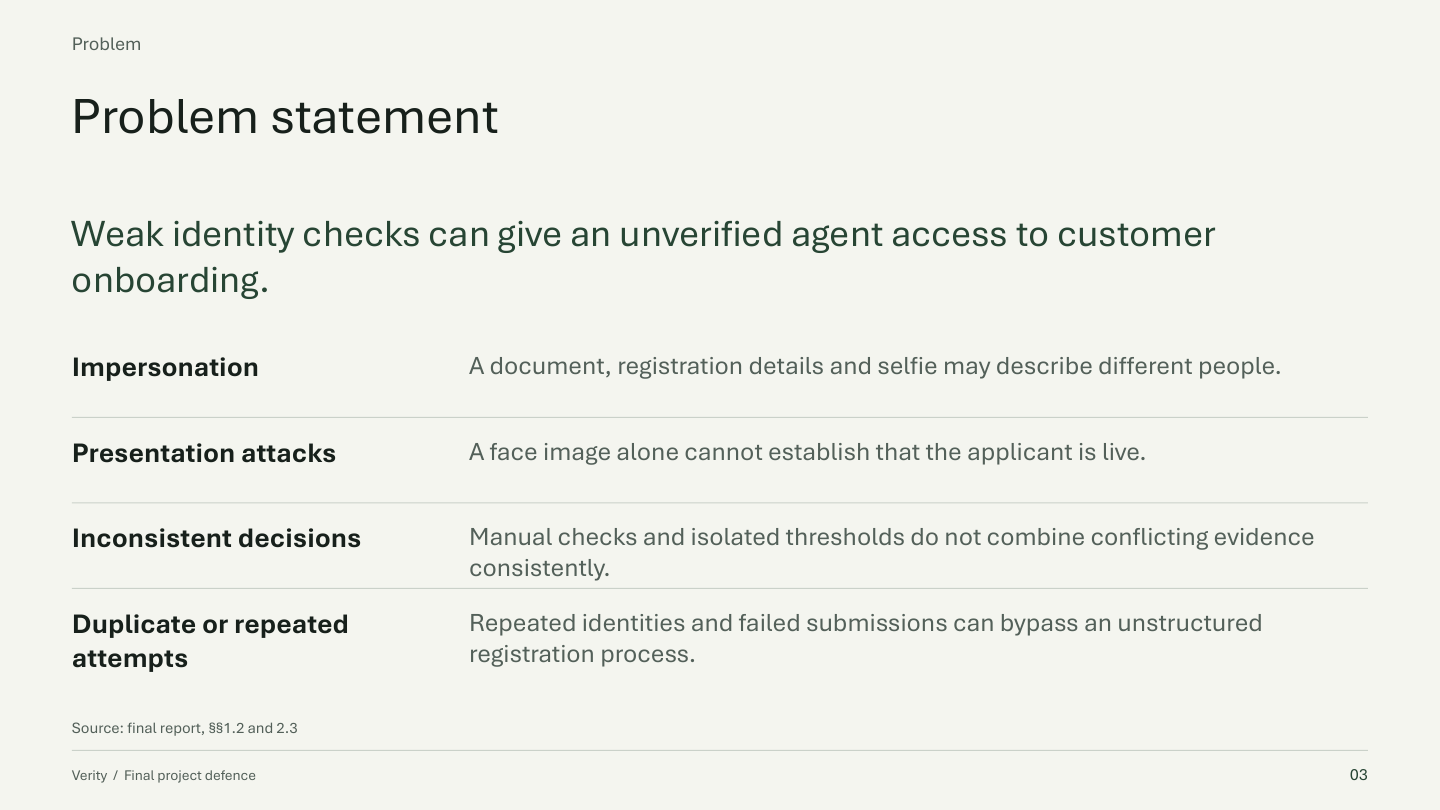 Problem
Problem statement
Weak identity checks can give an unverified agent access to customer
onboarding.
Impersonation
A document, registration details and selfie may describe different people.
Presentation attacks
A face image alone cannot establish that the applicant is live.
Inconsistent decisions
Manual checks and isolated thresholds do not combine conflicting evidence
consistently.
Duplicate or repeated
attempts
Repeated identities and failed submissions can bypass an unstructured
registration process.
Source: final report, §§1.2 and 2.3
Verity / Final project defence
03